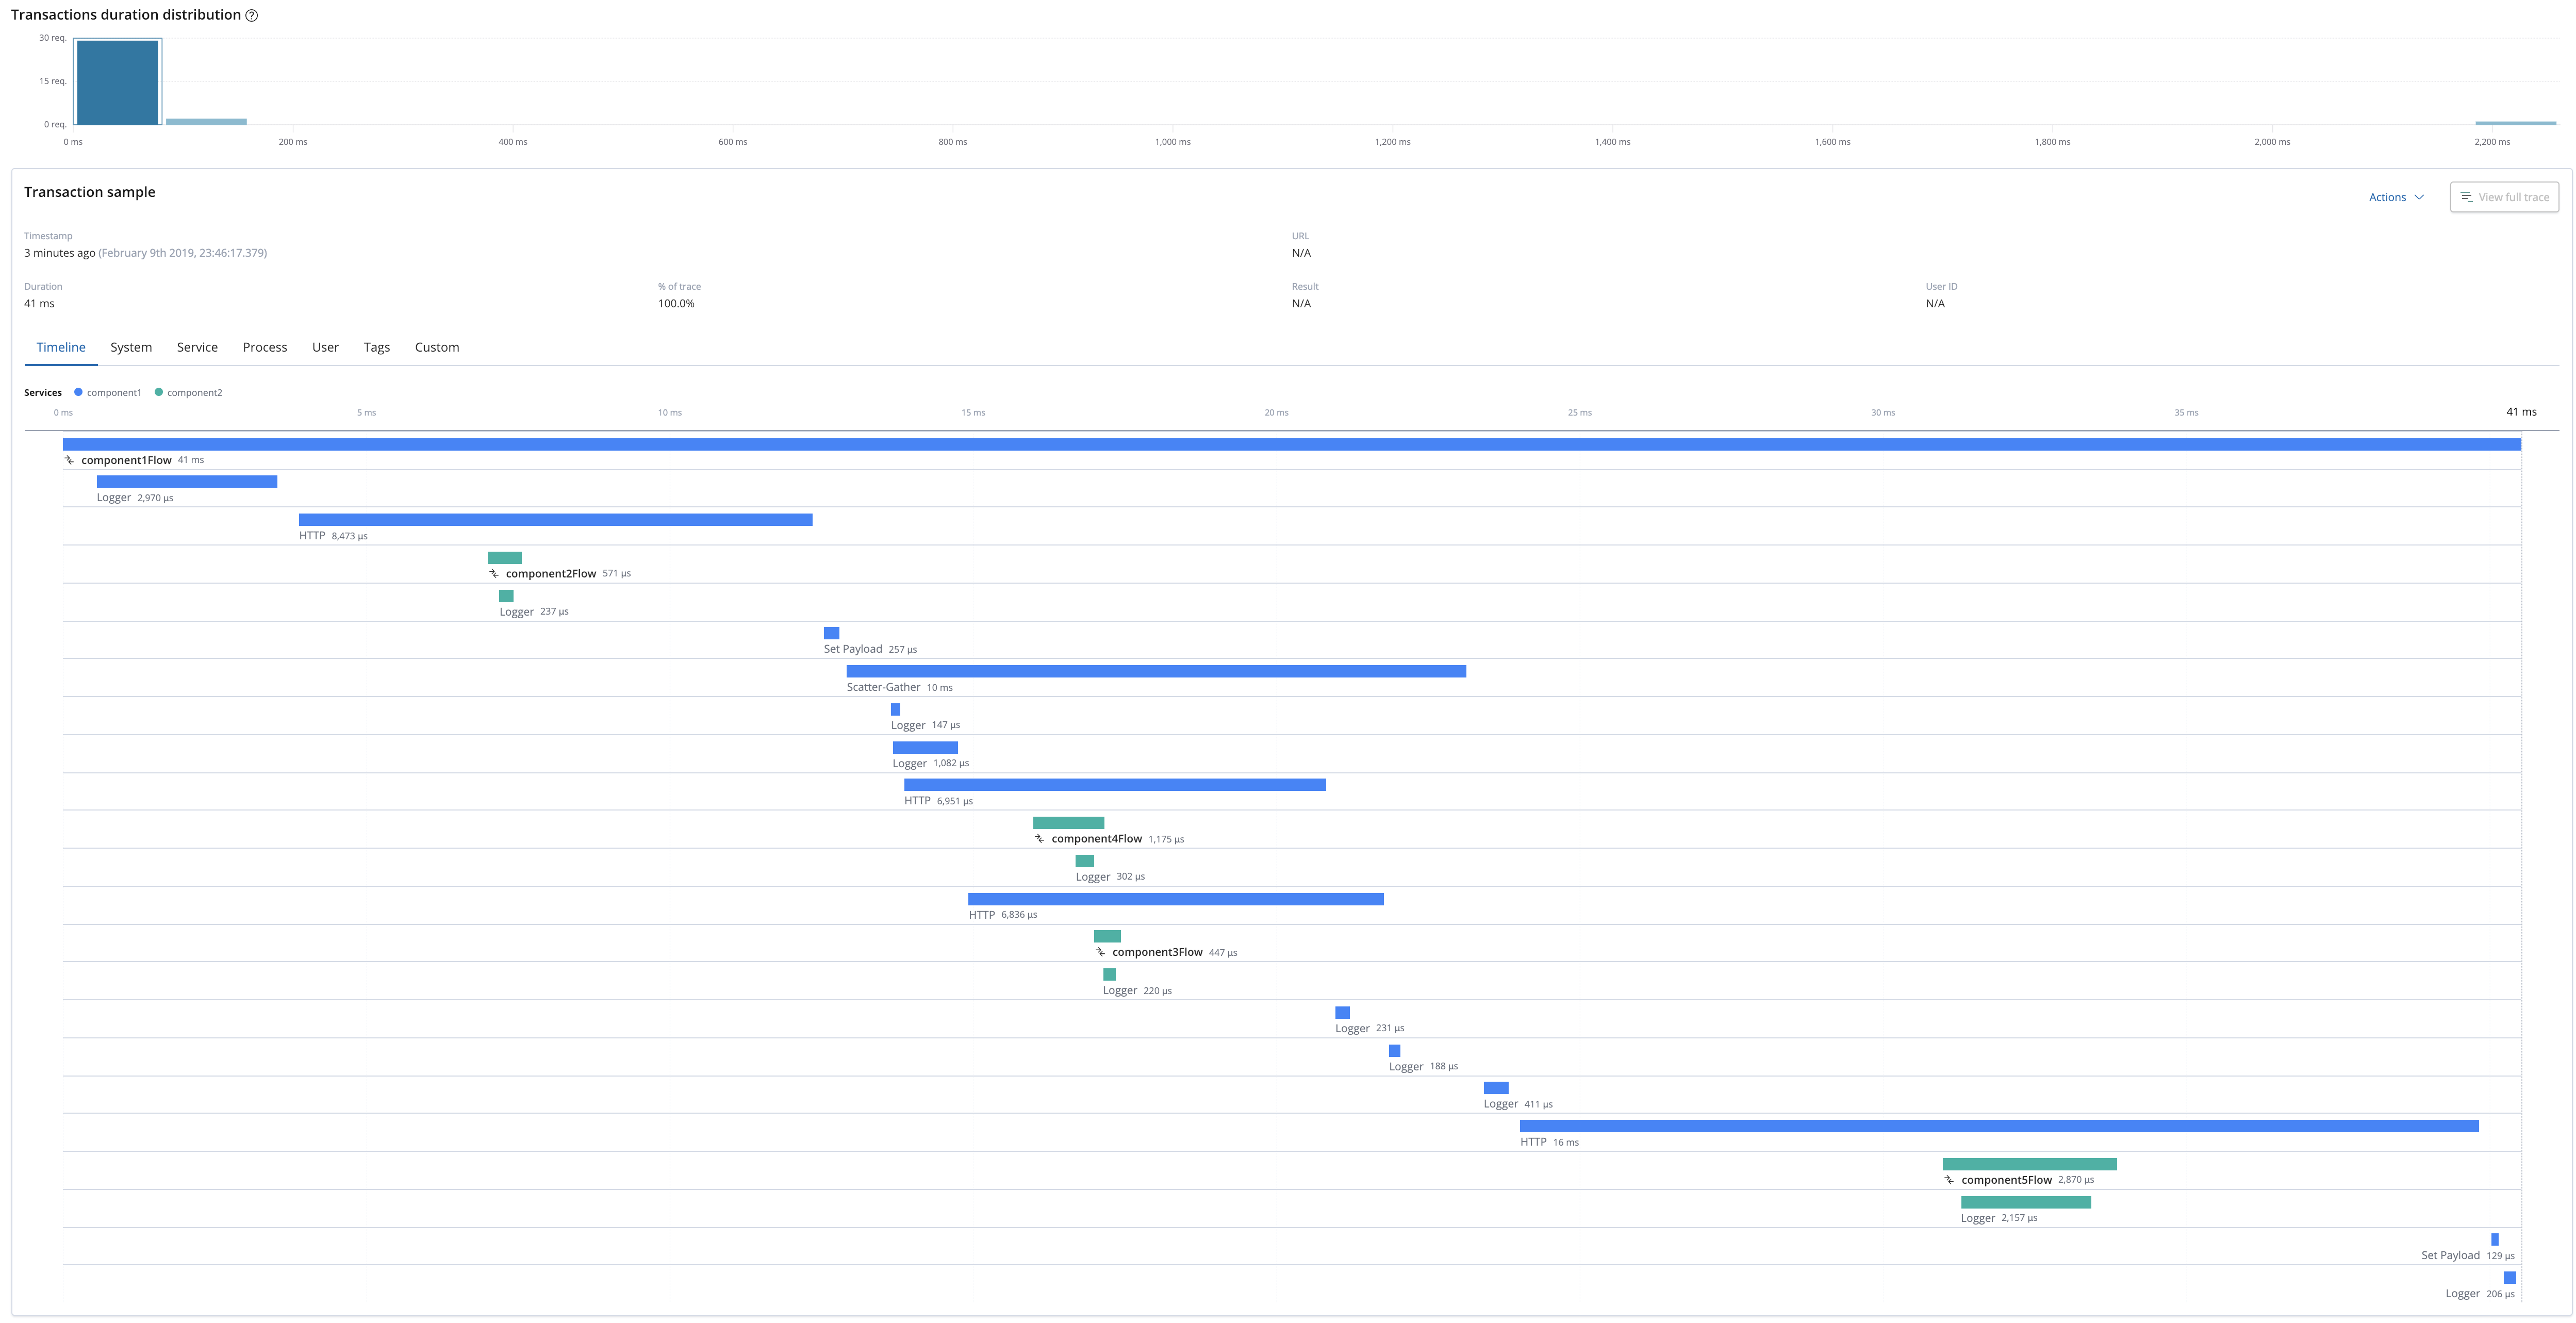 Transactions duration distribution
30 req.
15 req.
0 req.
0 ms 200 ms 400 ms 600 ms 800 ms 1,000 ms 1,200 ms 1,400 ms 1,600 ms 1,800 ms 2,000 ms 2,200 ms
Transaction sample
Actions View full trace
Timestamp URL
3 minutes ago (February 9th 2019, 23:46:17.379) N/A
Duration % of trace Result User ID
41 ms 100.0% N/A N/A
Timeline System Service Process User Tags Custom
Services component1 component2
0 ms 5 ms 10 ms 15 ms 20 ms 25 ms 30 ms 35 ms 41 ms
component1Flow 41 ms
Logger 2,970 µs
HTTP 8,473 µs
component2Flow 571 µs
Logger 237 µs
Set Payload 257 µs
Scatter-Gather 10 ms
Logger 147 µs
Logger 1,082 µs
HTTP 6,951 µs
component4Flow 1,175 µs
Logger 302 µs
HTTP 6,836 µs
component3Flow 447 µs
Logger 220 µs
Logger 231 µs
Logger 188 µs
Logger 411 µs
HTTP 16 ms
component5Flow 2,870 µs
Logger 2,157 µs
Set Payload 129 µs
Logger 206 µs